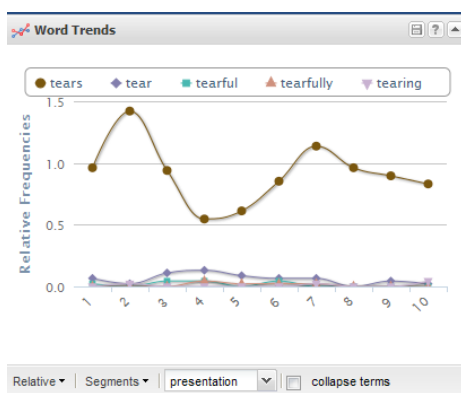 Word Trends ?
tears tear tearful tearfully tearing
1.5
1.0
0.5
0.0
Relative Frequencies
1 2 3 4 5 6 7 8 9 10
Relative Segments presentation collapse terms